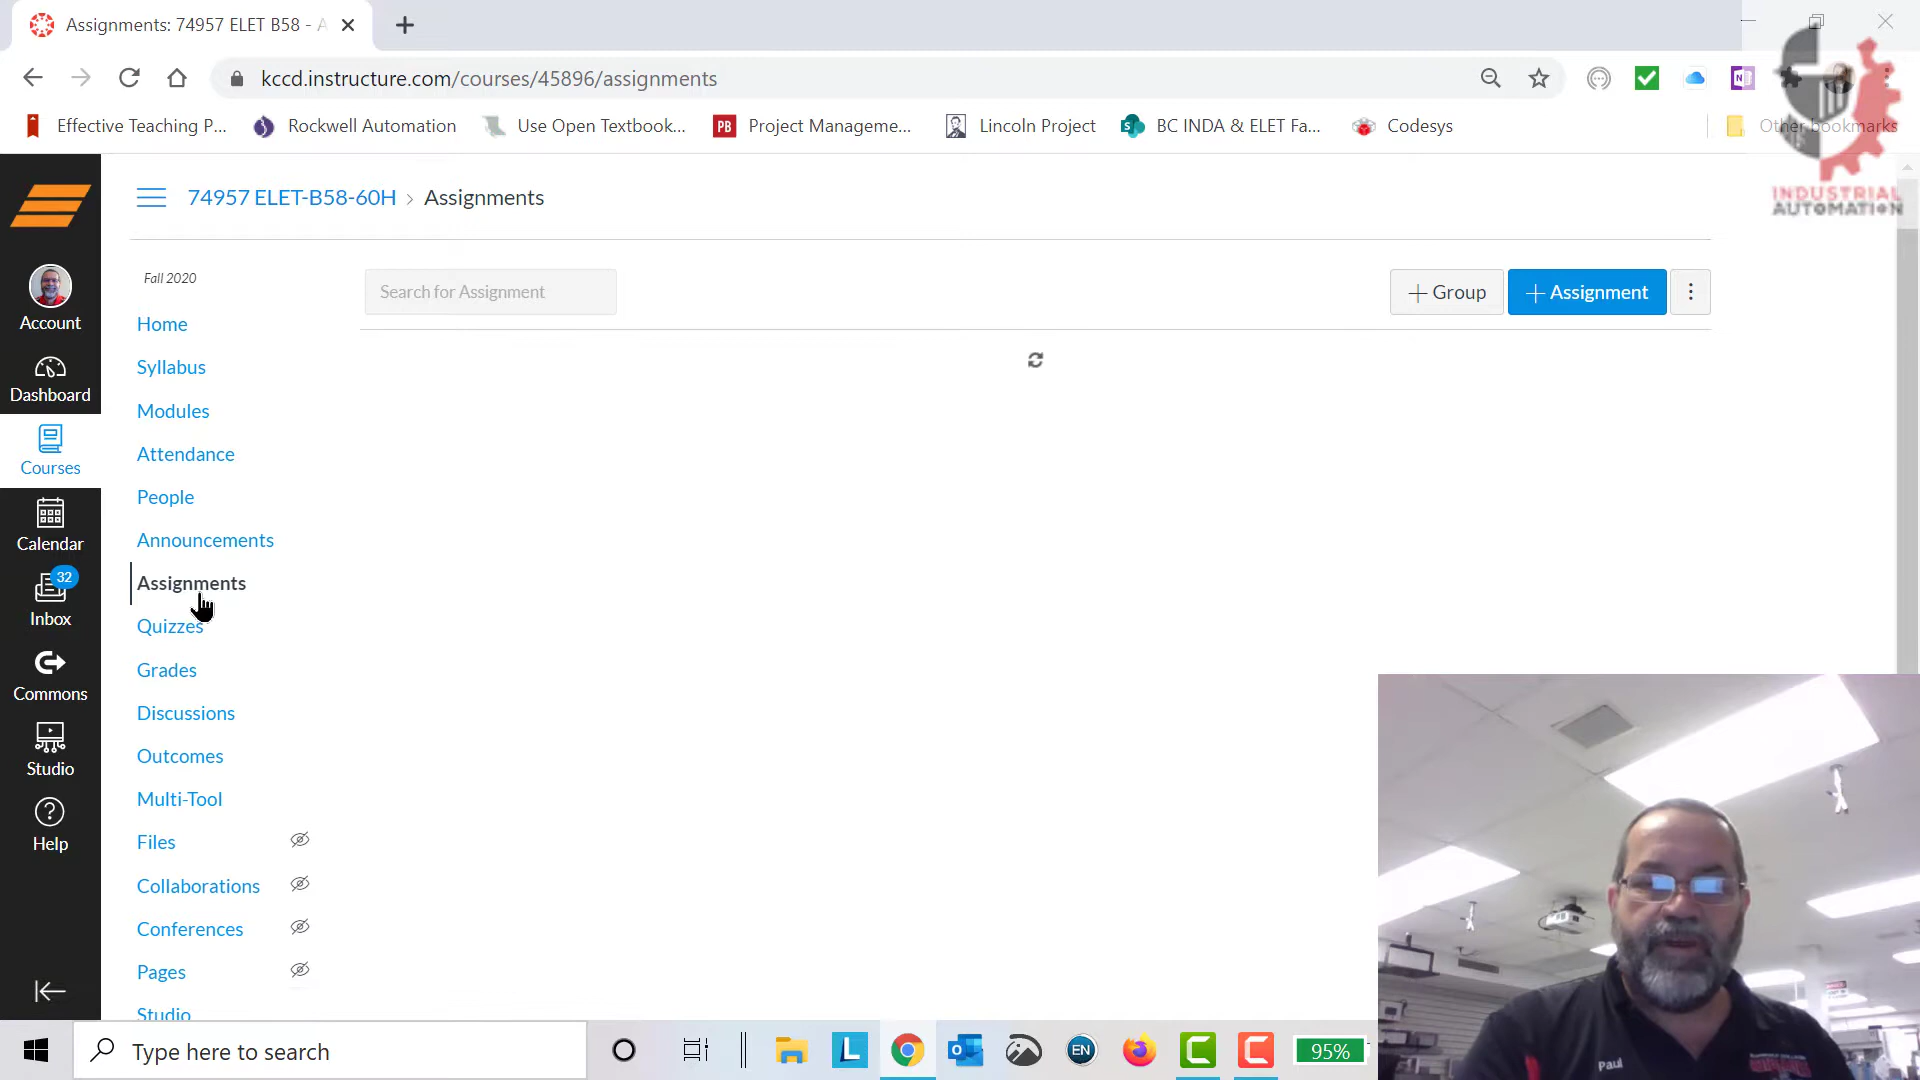 Assignments: 74957 ELET B58 - A
kccd.instructure.com/courses/45896/assignments
Effective Teaching P...
Rockwell Automation
Use Open Textbook...
PB
Project Manageme...
Lincoln Project
BC INDA & ELET Fa...
Codesys
Other bookmarks
INDUSTRIAL
AUTOMATION
74957 ELET-B58-60H > Assignments
Fall 2020
Search for Assignment
+ Group
+ Assignment
Account
Dashboard
Courses
Calendar
32
Inbox
Commons
Studio
Help
Home
Syllabus
Modules
Attendance
People
Announcements
Assignments
Quizzes
Grades
Discussions
Outcomes
Multi-Tool
Files
Collaborations
Conferences
Pages
Studio
Paul
Type here to search
L
EN
95%